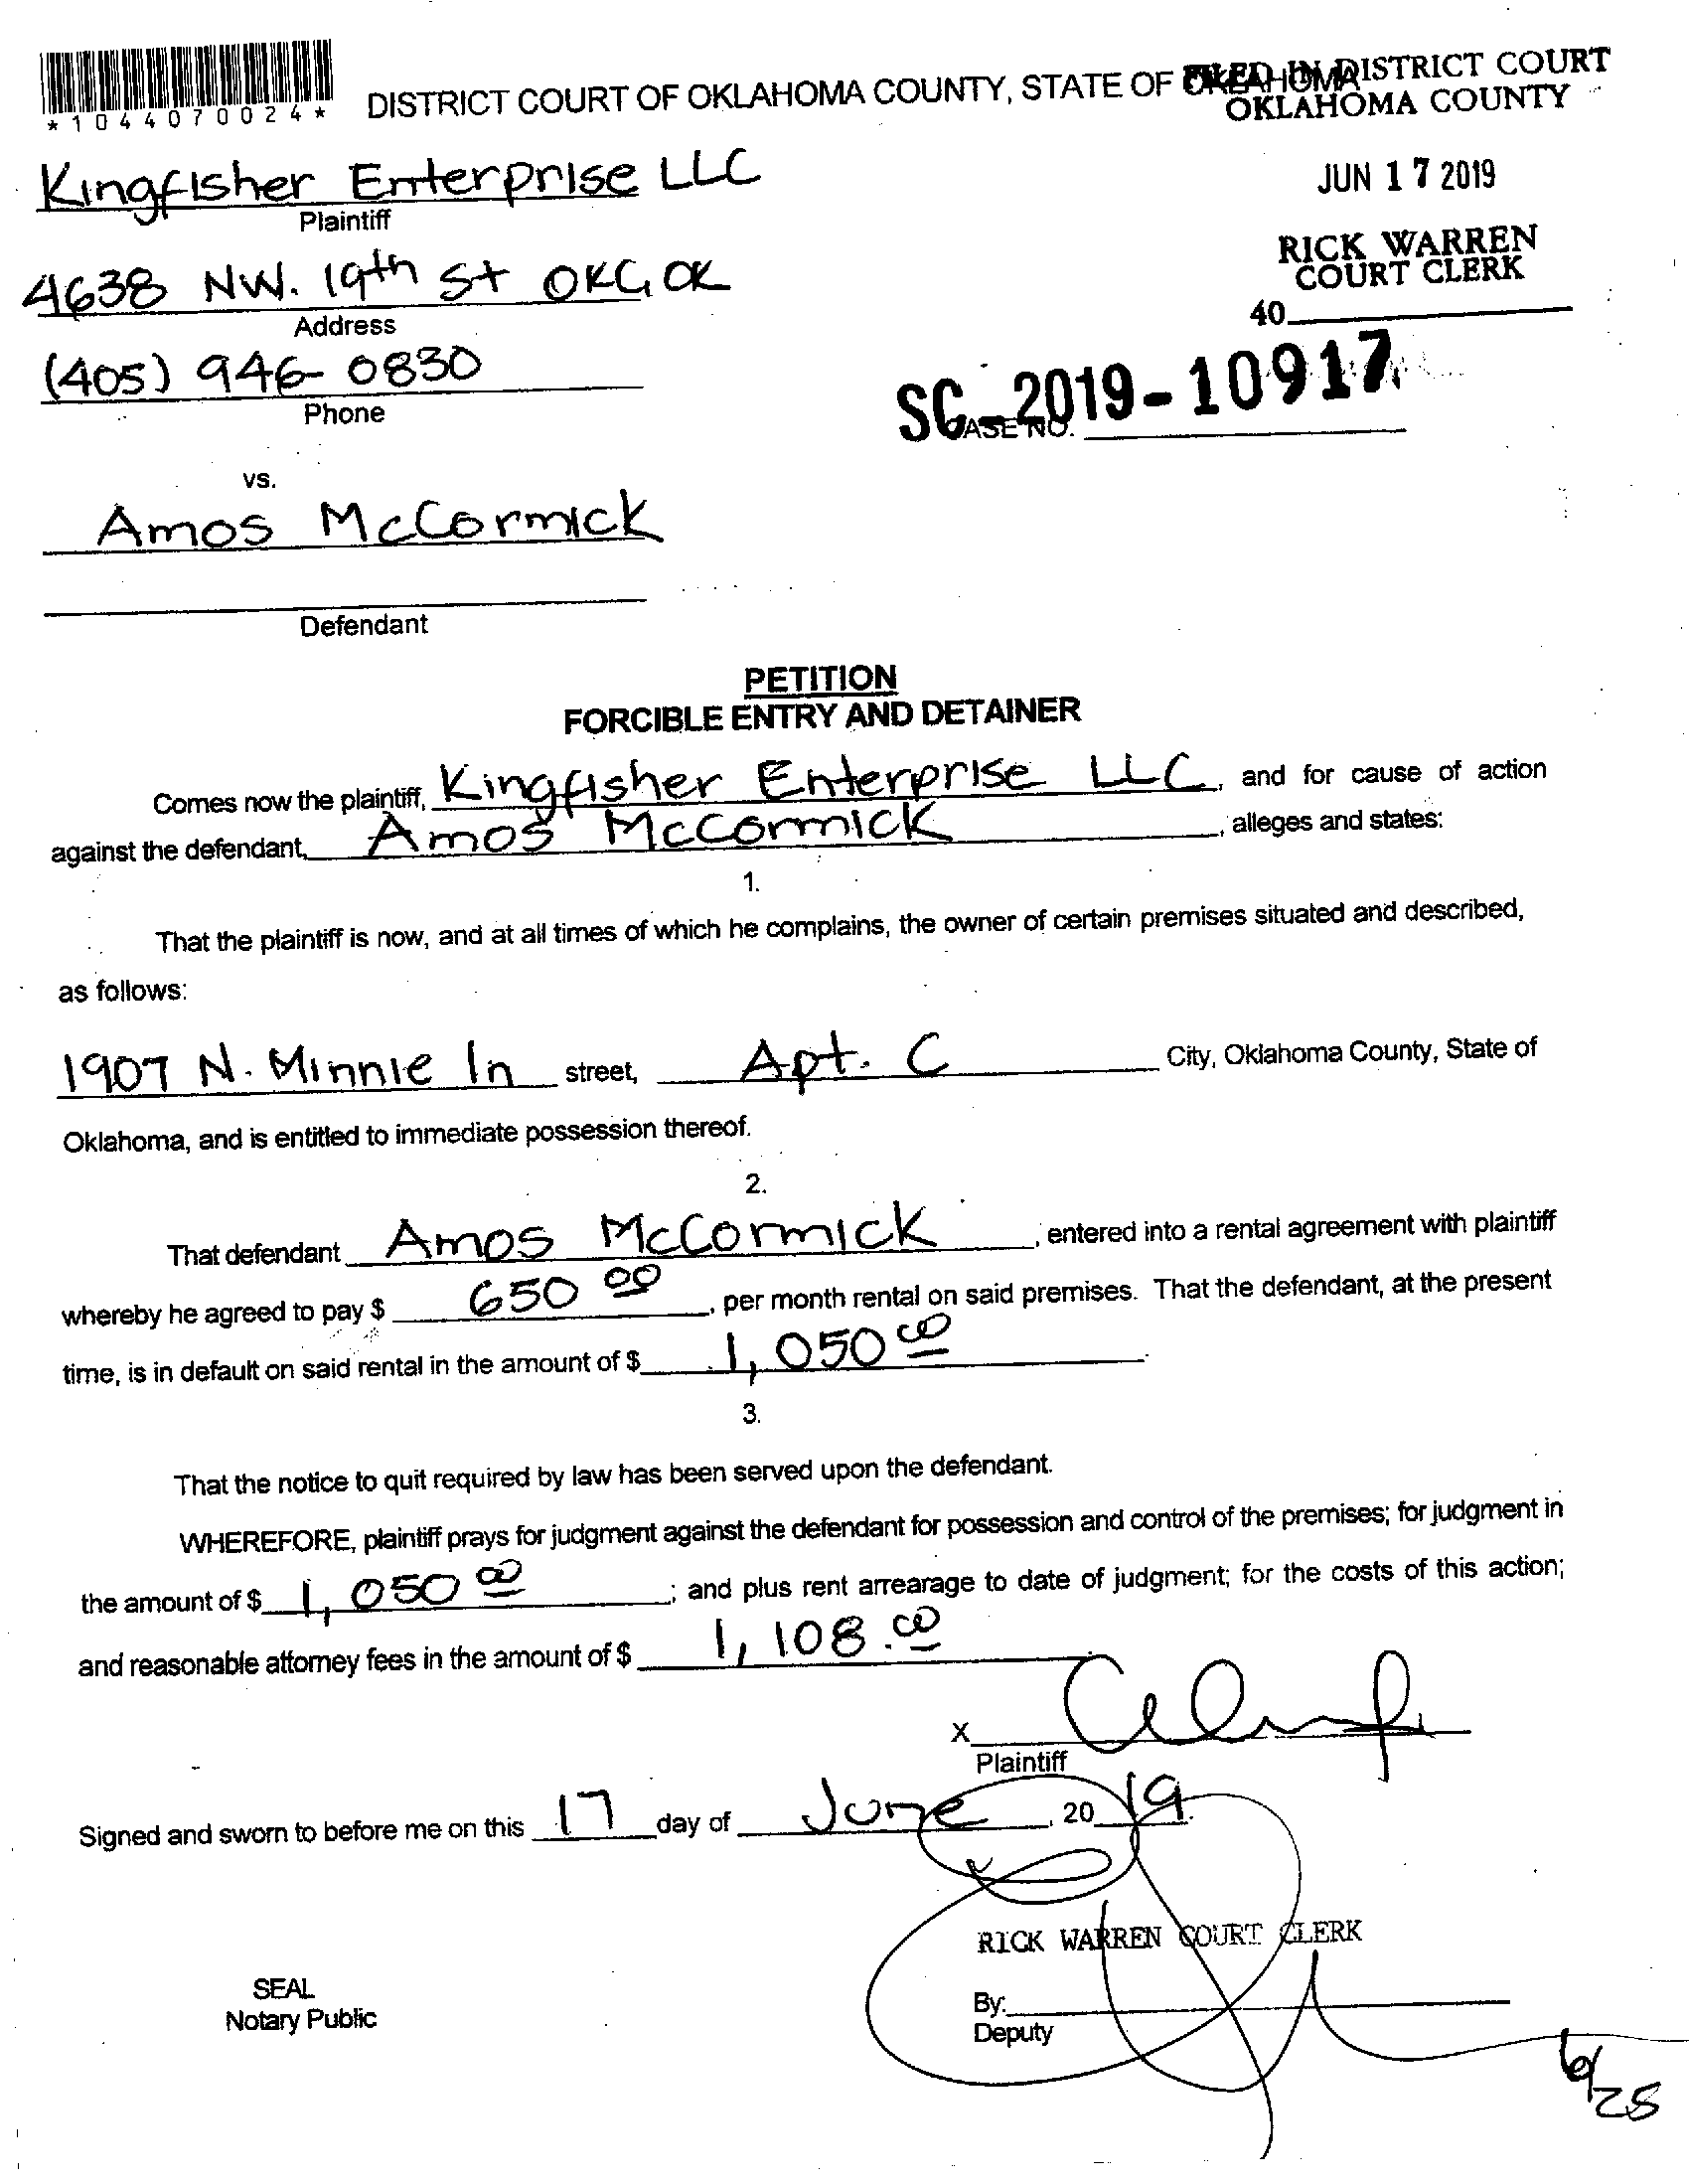 *1044070024*
DISTRICT COURT OF OKLAHOMA COUNTY, STATE OF OKLAHOMA
FILED IN DISTRICT COURT
OKLAHOMA COUNTY
JUN 17 2019
RICK WARREN
COURT CLERK
40
Kingfisher Enterprise LLC
Plaintiff
4638 NW. 19th St OKC, OK
Address
(405) 946-0830
Phone
SC-2019-10917
CASE NO.
vs.
Amos McCormick
Defendant
PETITION
FORCIBLE ENTRY AND DETAINER
Comes now the plaintiff, Kingfisher Enterprise LLC, and for cause of action
against the defendant, Amos McCormick, alleges and states:
1.
That the plaintiff is now, and at all times of which he complains, the owner of certain premises situated and described,
as follows:
1907 N. Minnie ln street, Apt. C City, Oklahoma County, State of
Oklahoma, and is entitled to immediate possession thereof.
2.
That defendant Amos McCormick, entered into a rental agreement with plaintiff
whereby he agreed to pay $ 650 00, per month rental on said premises. That the defendant, at the present
time, is in default on said rental in the amount of $ 1,050 00.
3.
That the notice to quit required by law has been served upon the defendant.
WHEREFORE, plaintiff prays for judgment against the defendant for possession and control of the premises; for judgment in
the amount of $ 1,050 00; and plus rent arrearage to date of judgment; for the costs of this action;
and reasonable attorney fees in the amount of $ 1,108.00
X
Plaintiff
Signed and sworn to before me on this 17 day of June, 20 19.
RICK WARREN COURT CLERK
SEAL
Notary Public
By:
Deputy
6/25